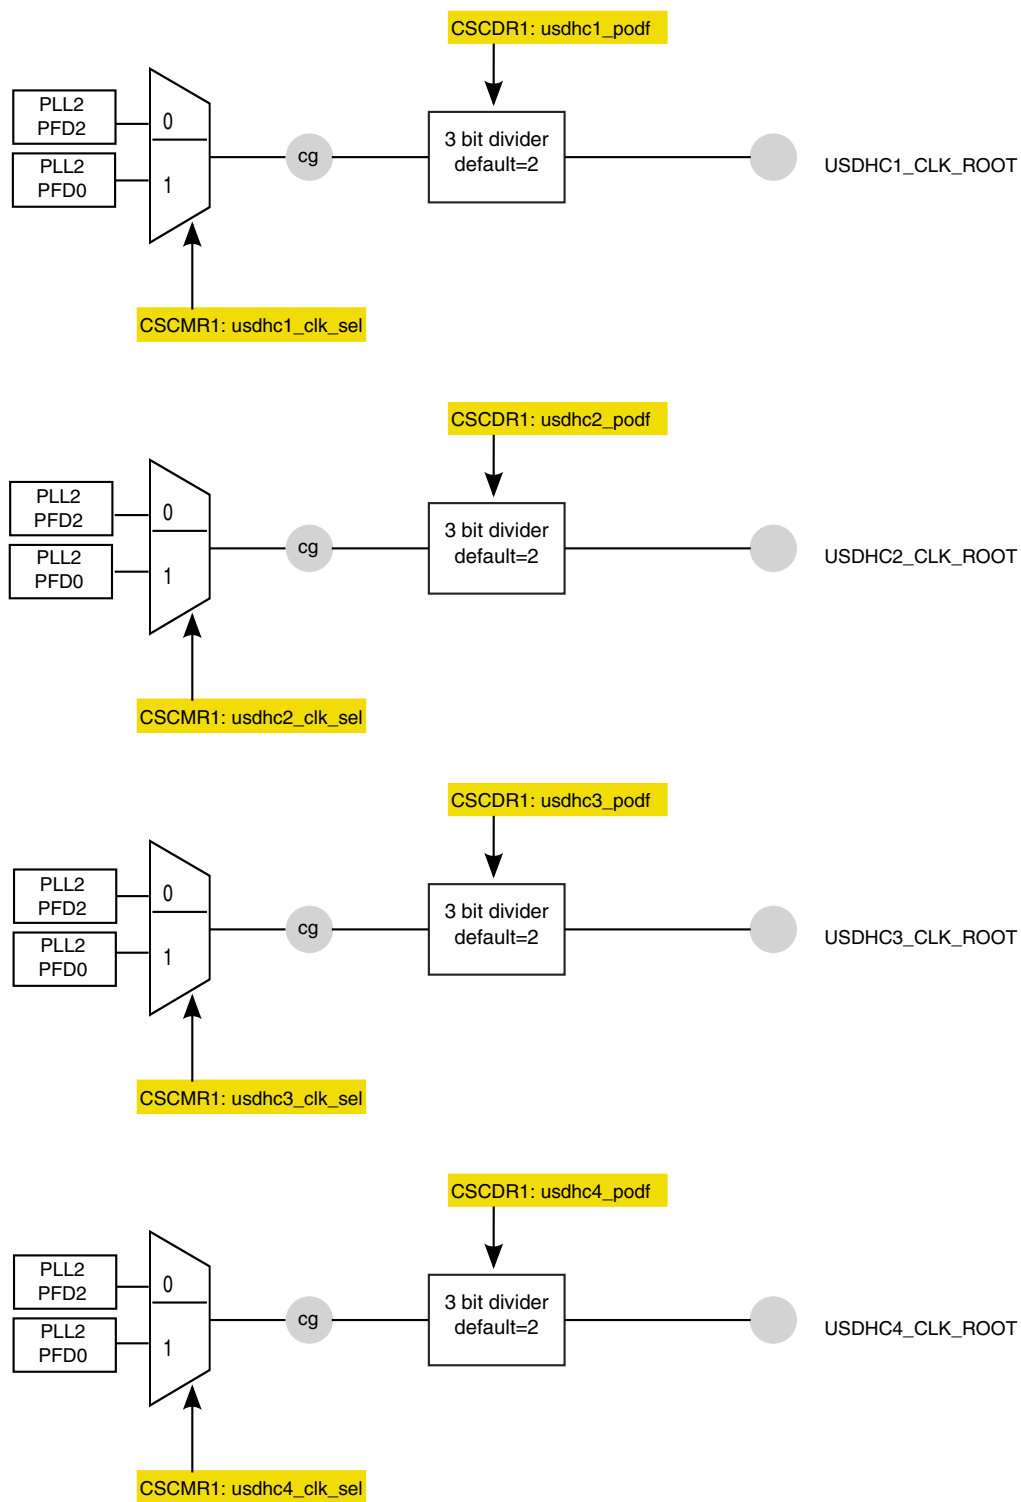 CSCDR1: usdhc1_podf
PLL2
PFD2
0
PLL2
PFD0
1
cg
3 bit divider
default=2
USDHC1_CLK_ROOT
CSCMR1: usdhc1_clk_sel
CSCDR1: usdhc2_podf
PLL2
PFD2
0
PLL2
PFD0
1
cg
3 bit divider
default=2
USDHC2_CLK_ROOT
CSCMR1: usdhc2_clk_sel
CSCDR1: usdhc3_podf
PLL2
PFD2
0
PLL2
PFD0
1
cg
3 bit divider
default=2
USDHC3_CLK_ROOT
CSCMR1: usdhc3_clk_sel
CSCDR1: usdhc4_podf
PLL2
PFD2
0
PLL2
PFD0
1
cg
3 bit divider
default=2
USDHC4_CLK_ROOT
CSCMR1: usdhc4_clk_sel